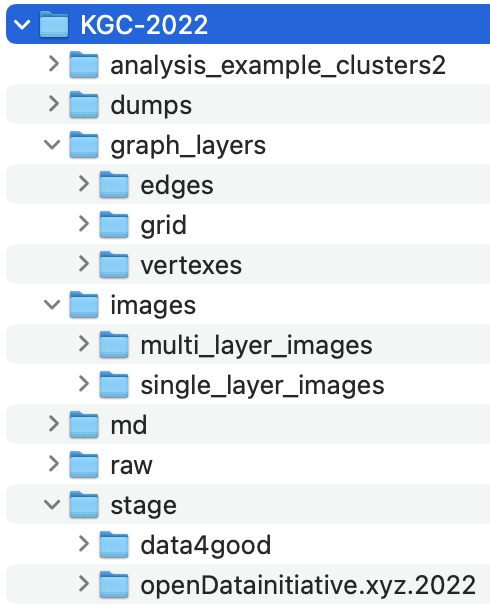 KGC-2022
analysis_example_clusters2
dumps
graph_layers
edges
grid
vertexes
images
multi_layer_images
single_layer_images
md
raw
stage
data4good
openDatainitiative.xyz.2022